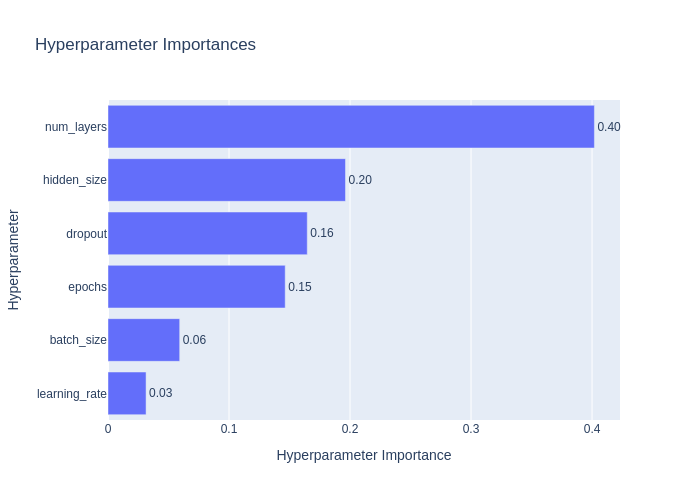 Hyperparameter Importances
Hyperparameter
num_layers 0.40
hidden_size 0.20
dropout 0.16
epochs 0.15
batch_size 0.06
learning_rate 0.03
0 0.1 0.2 0.3 0.4
Hyperparameter Importance